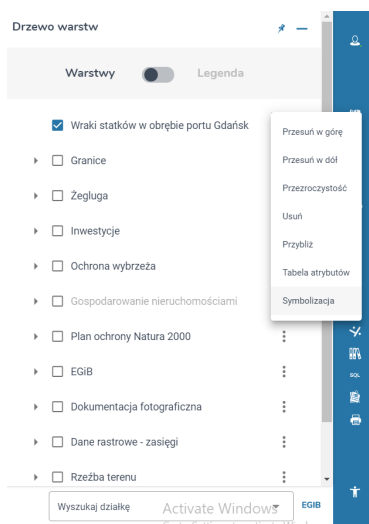 Drzewo warstw
Warstwy
Legenda
Wraki statków w obrębie portu Gdańsk
Granice
Żegluga
Inwestycje
Ochrona wybrzeża
Gospodarowanie nieruchomościami
Plan ochrony Natura 2000
EGiB
Dokumentacja fotograficzna
Dane rastrowe - zasięgi
Rzeźba terenu
Przesuń w górę
Przesuń w dół
Przezroczystość
Usuń
Przybliż
Tabela atrybutów
Symbolizacja
SQL
Wyszukaj działkę
Activate Windows
EGIB